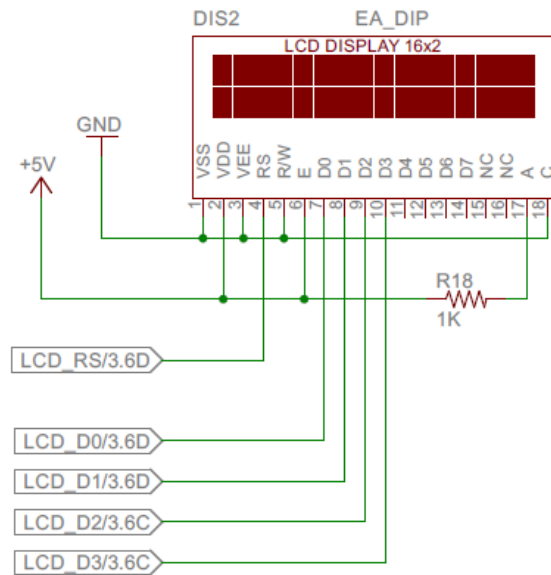 DIS2 EA_DIP
LCD DISPLAY 16x2
GND
+5V
VSS
VDD
VEE
RS
R/W
E
D0
D1
D2
D3
D4
D5
D6
D7
NC
NC
A
C
1
2
3
4
5
6
7
8
9
10
11
12
13
14
15
16
17
18
R18
1K
LCD_RS/3.6D
LCD_D0/3.6D
LCD_D1/3.6D
LCD_D2/3.6C
LCD_D3/3.6C